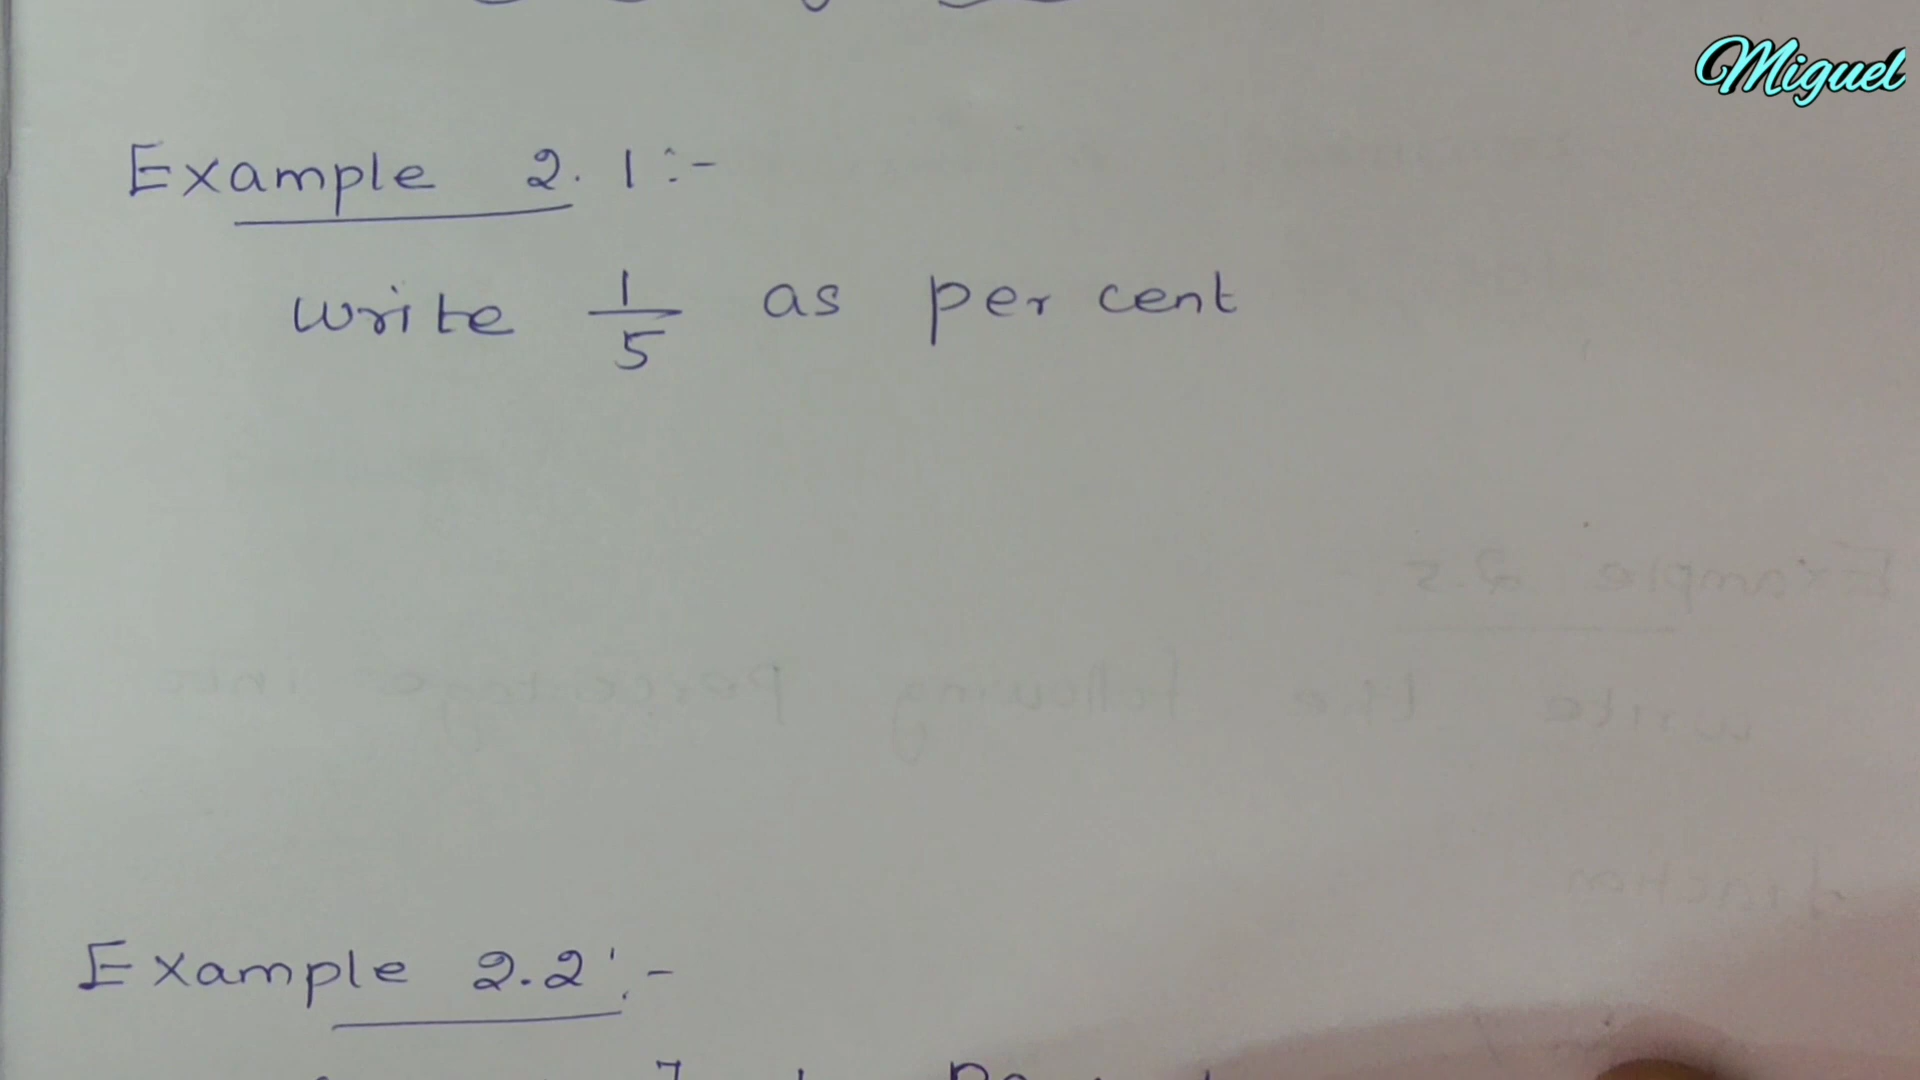 Miguel
Example 2.1:-
write 1/5 as per cent
Example 2.2:-